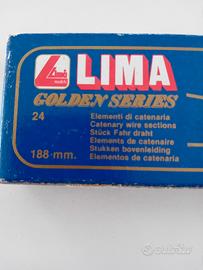 LIMA
GOLDEN SERIES
24
Elementi di catenaria
Catenary wire sections
Stück Fahr draht
Elements de catenaire
Stukken bovenleiding
188-mm.
Elementos de catenaria